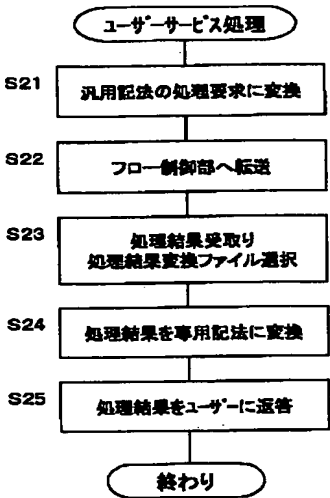 ユーザーサービス処理
S21
汎用記法の処理要求に変換
S22
フロー制御部へ転送
S23
処理結果受取り
処理結果変換ファイル選択
S24
処理結果を専用記法に変換
S25
処理結果をユーザーに返答
終わり